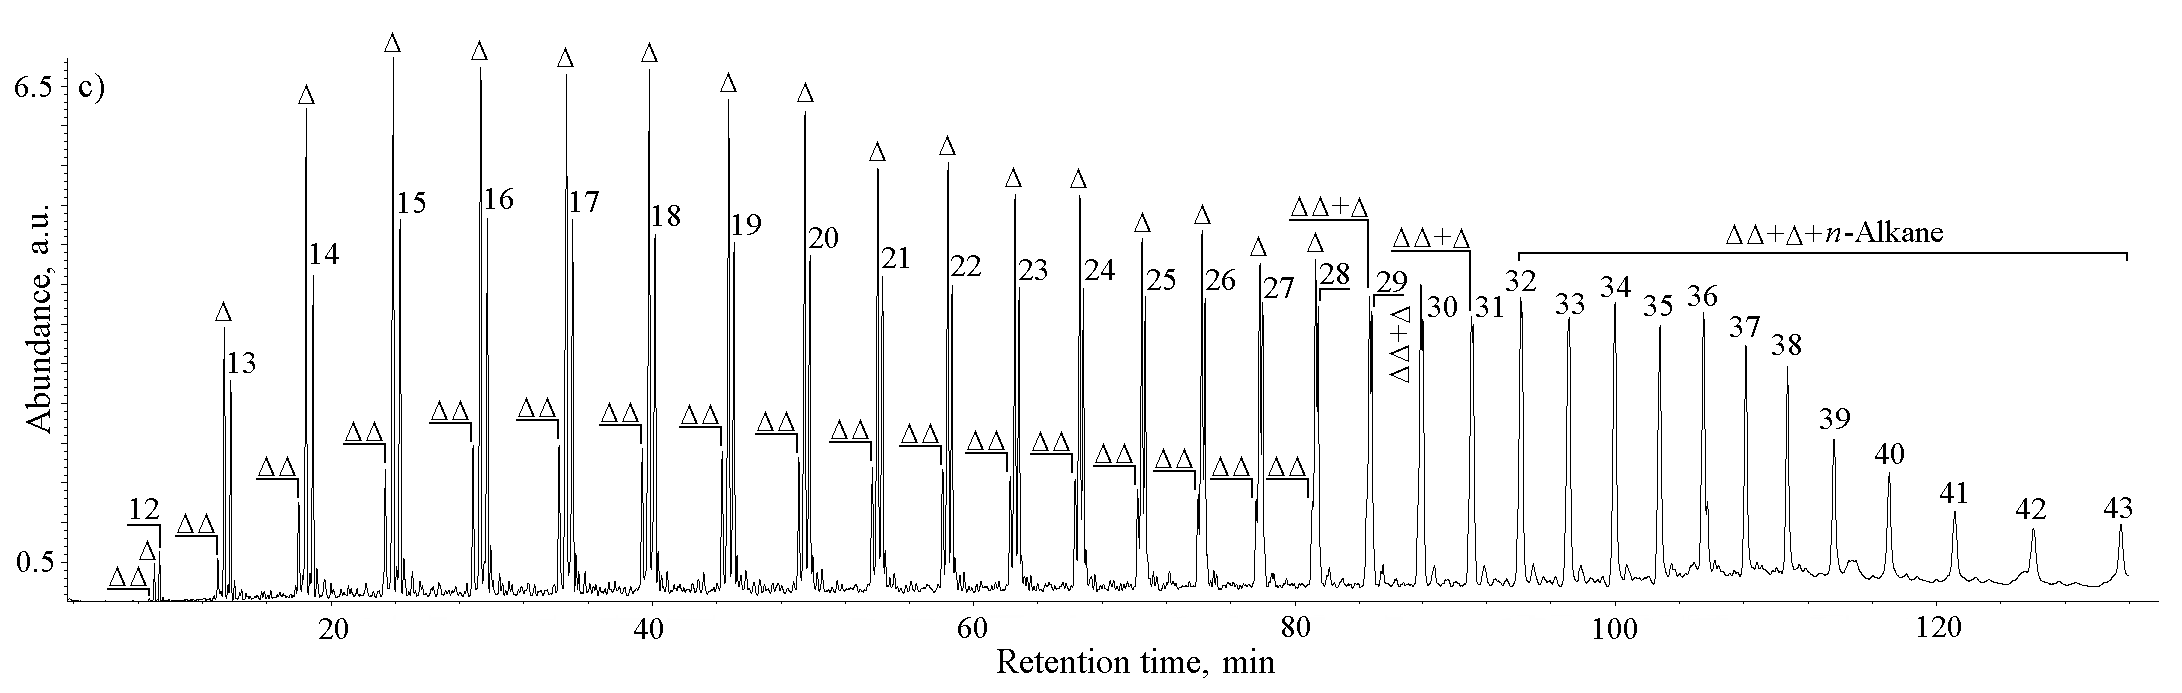 c)
6.5
0.5
Abundance, a.u.
Δ Δ Δ Δ Δ Δ Δ Δ Δ Δ Δ Δ Δ Δ Δ Δ Δ
12 13 14 15 16 17 18 19 20 21 22 23 24 25 26 27 28 29 30 31 32 33 34 35 36 37 38 39 40 41 42 43
ΔΔ+Δ
ΔΔ+Δ
ΔΔ+Δ
ΔΔ+Δ+n-Alkane
ΔΔ ΔΔ ΔΔ ΔΔ ΔΔ ΔΔ ΔΔ ΔΔ ΔΔ ΔΔ ΔΔ ΔΔ ΔΔ ΔΔ ΔΔ ΔΔ ΔΔ
20 40 60 80 100 120
Retention time, min